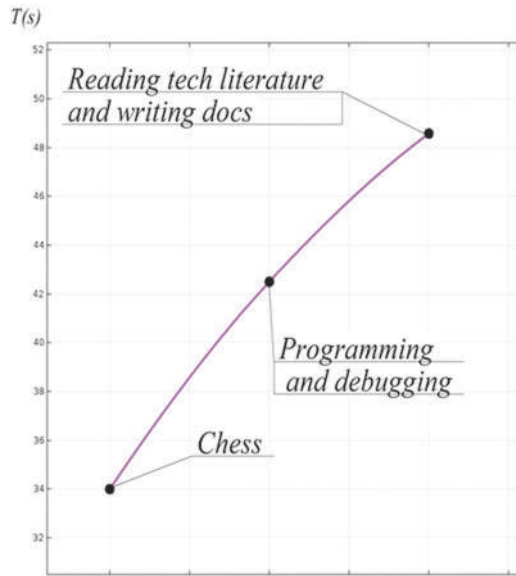 T(s)
52
Reading tech literature
50
and writing docs
48
46
44
42
40
Programming
and debugging
38
36
Chess
34
32